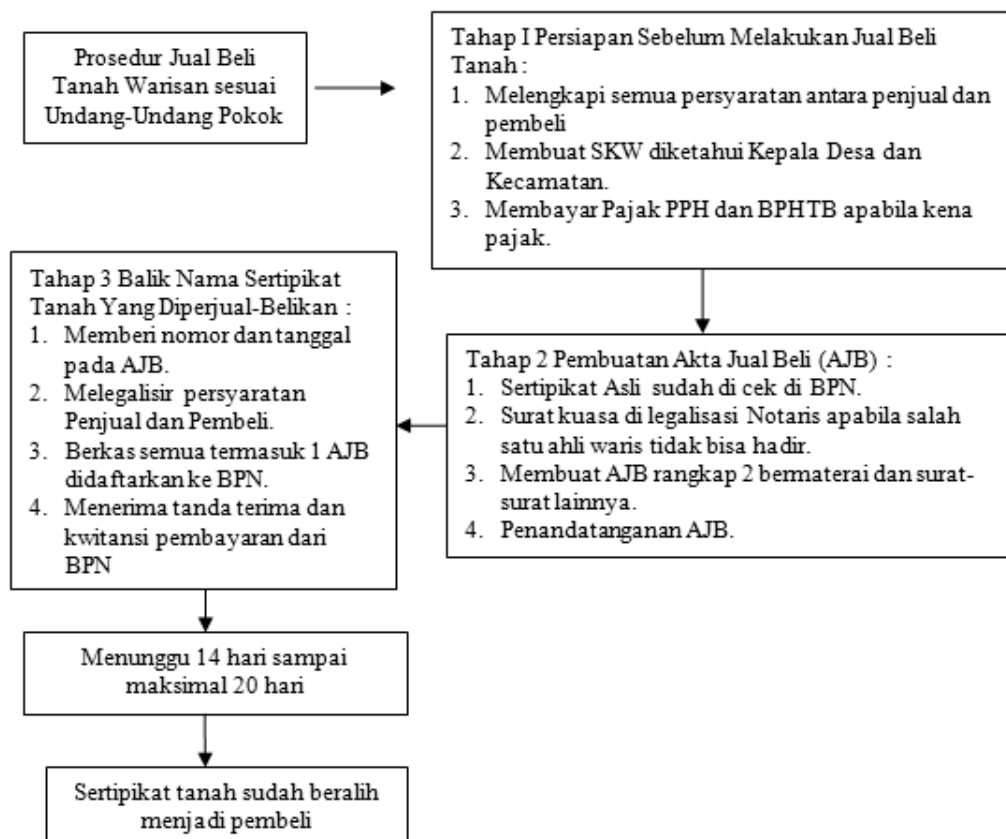 Prosedur Jual Beli
Tanah Warisan sesuai
Undang-Undang Pokok
Tahap I Persiapan Sebelum Melakukan Jual Beli
Tanah :
1. Melengkapi semua persyaratan antara penjual dan
pembeli
2. Membuat SKW diketahui Kepala Desa dan
Kecamatan.
3. Membayar Pajak PPH dan BPHTB apabila kena
pajak.
Tahap 2 Pembuatan Akta Jual Beli (AJB) :
1. Sertipikat Asli sudah di cek di BPN.
2. Surat kuasa di legalisasi Notaris apabila salah
satu ahli waris tidak bisa hadir.
3. Membuat AJB rangkap 2 bermaterai dan surat-
surat lainnya.
4. Penandatanganan AJB.
Tahap 3 Balik Nama Sertipikat
Tanah Yang Diperjual-Belikan :
1. Memberi nomor dan tanggal
pada AJB.
2. Melegalisir persyaratan
Penjual dan Pembeli.
3. Berkas semua termasuk 1 AJB
didaftarkan ke BPN.
4. Menerima tanda terima dan
kwitansi pembayaran dari
BPN
Menunggu 14 hari sampai
maksimal 20 hari
Sertipikat tanah sudah beralih
menjadi pembeli